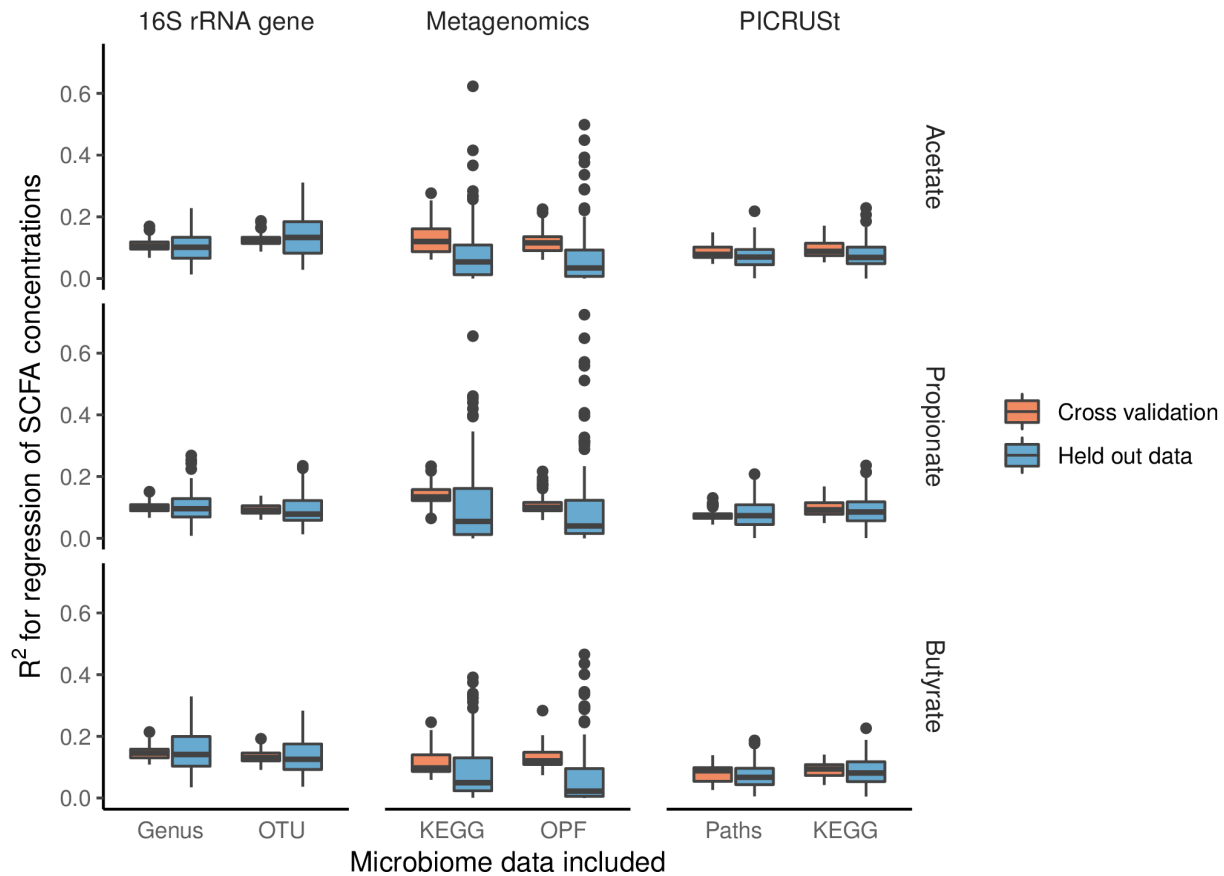 16S rRNA gene Metagenomics PICRUSt
R² for regression of SCFA concentrations
0.6
0.4
0.2
0.0
Acetate
0.6
0.4
0.2
0.0
Propionate
0.6
0.4
0.2
0.0
Butyrate
Genus OTU KEGG OPF Paths KEGG
Microbiome data included
Cross validation
Held out data